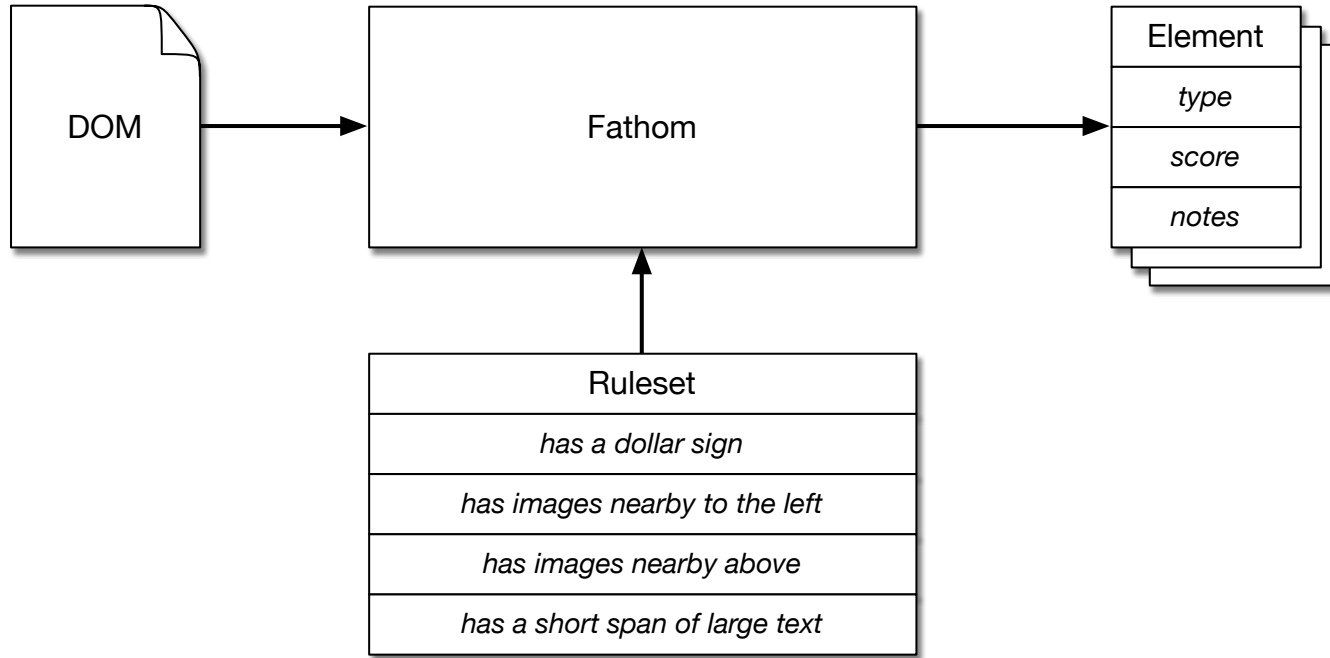 DOM
Fathom
Element
type
score
notes
Ruleset
has a dollar sign
has images nearby to the left
has images nearby above
has a short span of large text